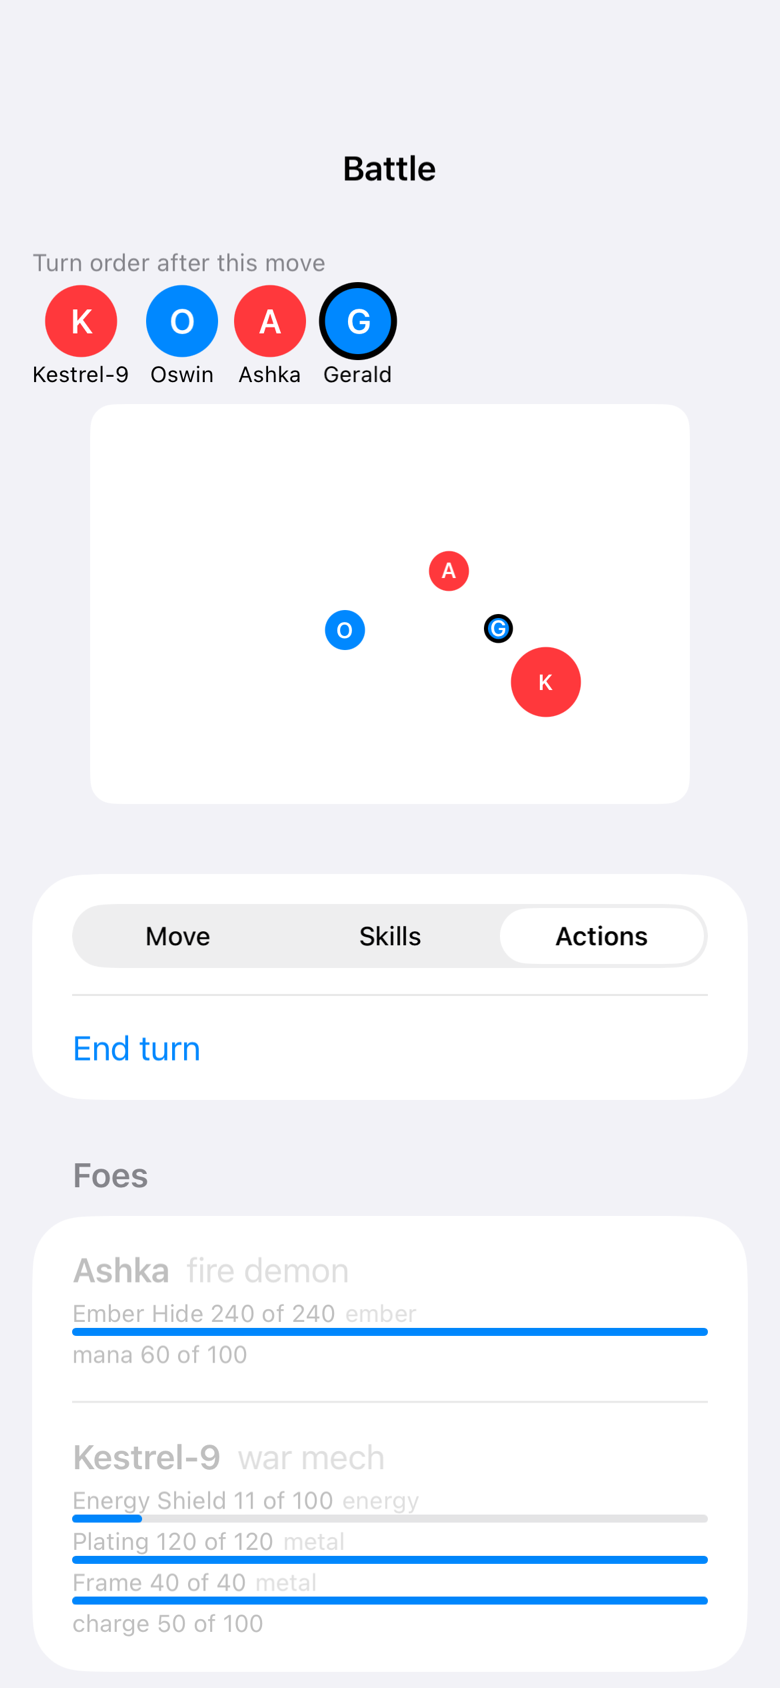 Battle
Turn order after this move
K O A G
Kestrel-9 Oswin Ashka Gerald
A
O
G
K
Move Skills Actions
End turn
Foes
Ashka fire demon
Ember Hide 240 of 240 ember
mana 60 of 100
Kestrel-9 war mech
Energy Shield 11 of 100 energy
Plating 120 of 120 metal
Frame 40 of 40 metal
charge 50 of 100